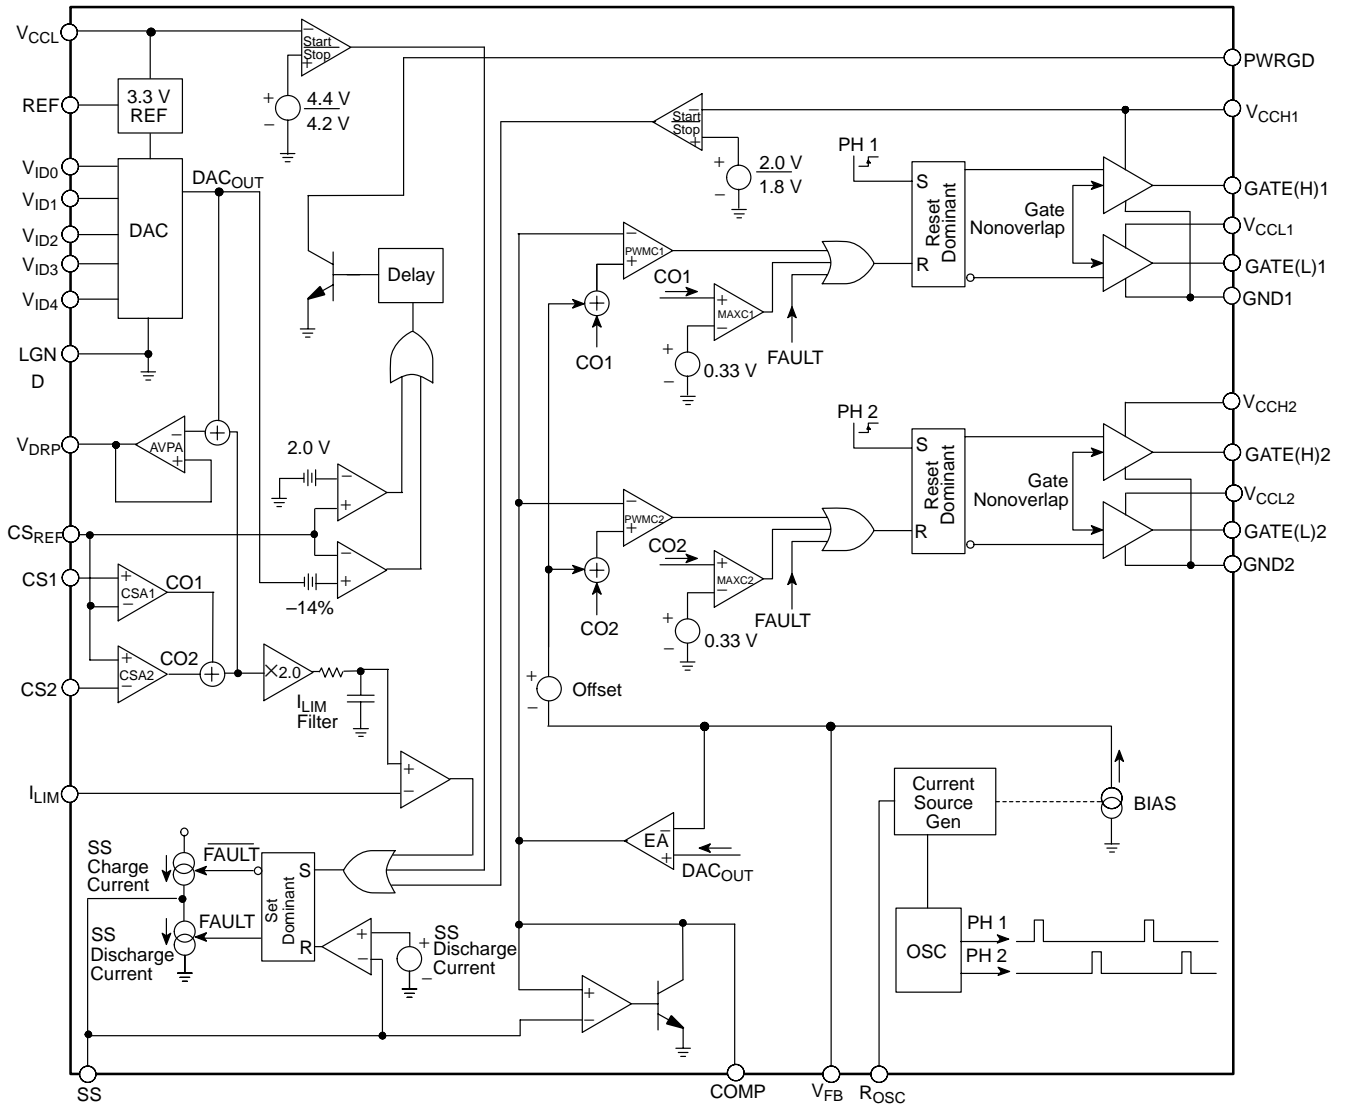 VCCL
REF
VID0
VID1
VID2
VID3
VID4
LGN
D
VDRP
CSREF
CS1
CS2
ILIM
3.3 V
REF
DAC
DACOUT
Start
Stop
4.4 V
4.2 V
Delay
AVPA
2.0 V
–14%
CSA1
CO1
CSA2
CO2
×2.0
ILIM
Filter
SS
Charge
Current
FAULT
SS
Discharge
Current
FAULT
Set
Dominant
S
R
SS
Discharge
Current
Start
Stop
2.0 V
1.8 V
PWMC1
CO1
CO1
MAXC1
0.33 V
FAULT
PH 1
S
R
Reset
Dominant
Gate
Nonoverlap
PWMC2
CO2
CO2
MAXC2
0.33 V
FAULT
PH 2
S
R
Reset
Dominant
Gate
Nonoverlap
Offset
EA
DACOUT
Current
Source
Gen
BIAS
OSC
PH 1
PH 2
PWRGD
VCCH1
GATE(H)1
VCCL1
GATE(L)1
GND1
VCCH2
GATE(H)2
VCCL2
GATE(L)2
GND2
SS
COMP
VFB
ROSC